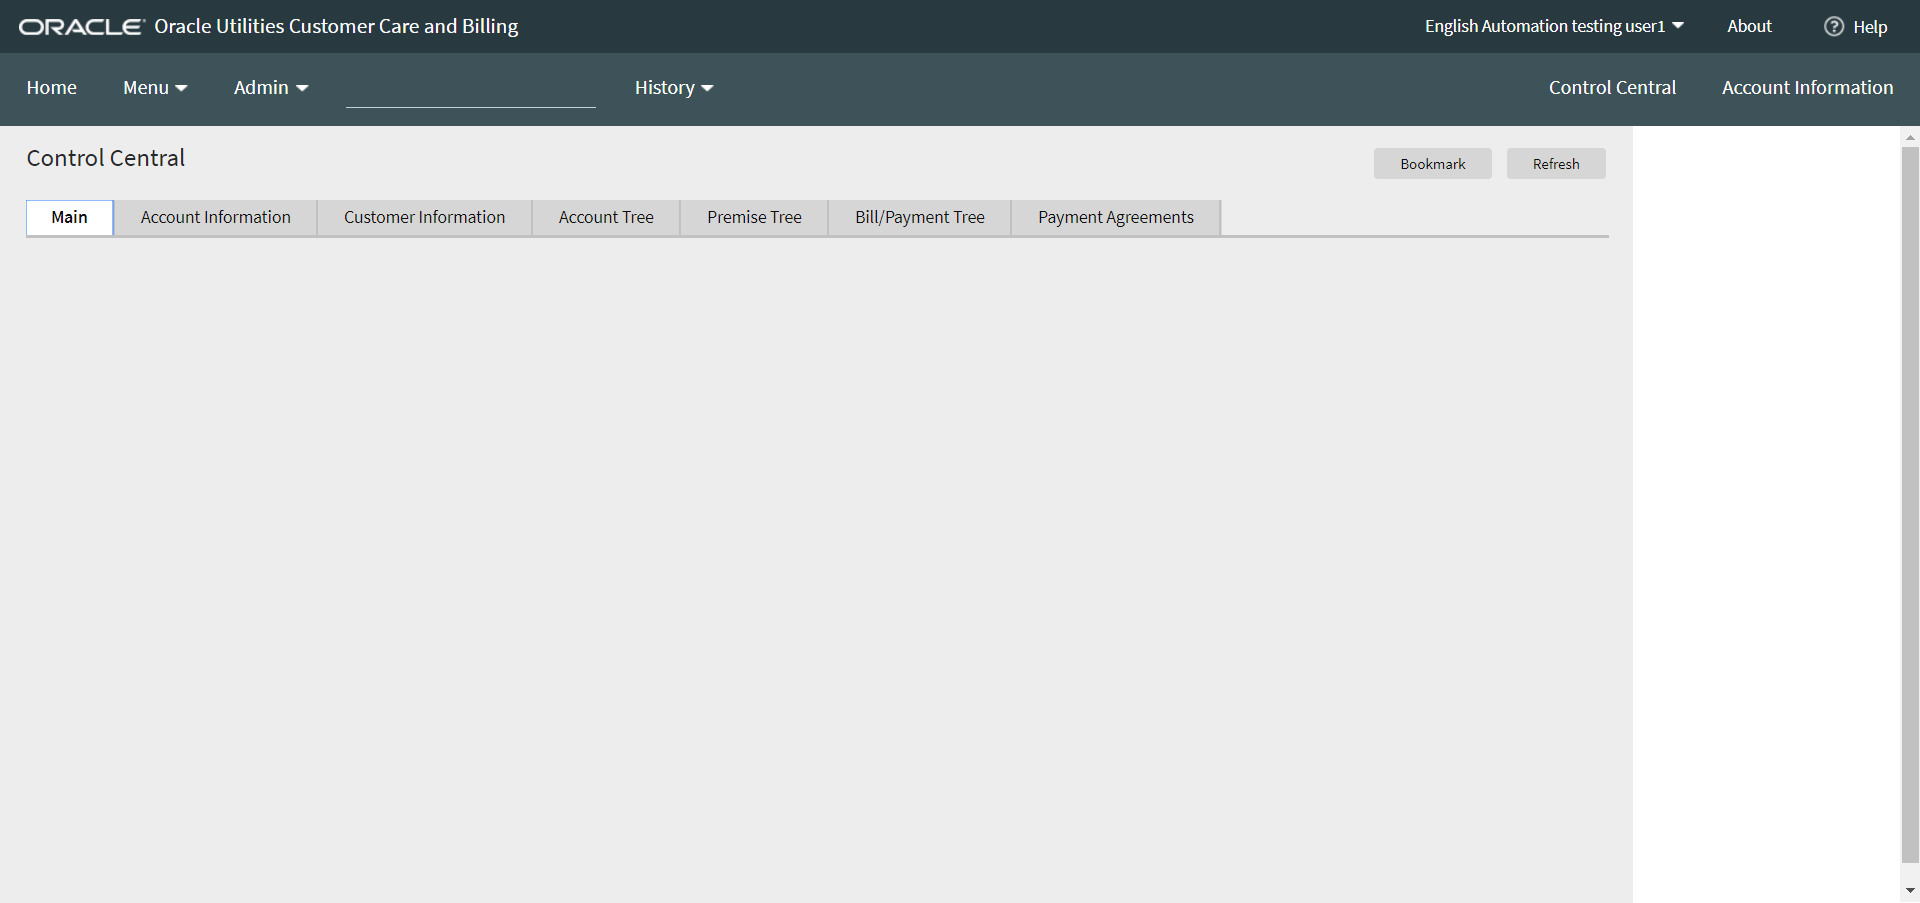 ORACLE Oracle Utilities Customer Care and Billing English Automation testing user1 About ? Help
Home Menu Admin History Control Central Account Information
Control Central
Bookmark Refresh
Main Account Information Customer Information Account Tree Premise Tree Bill/Payment Tree Payment Agreements